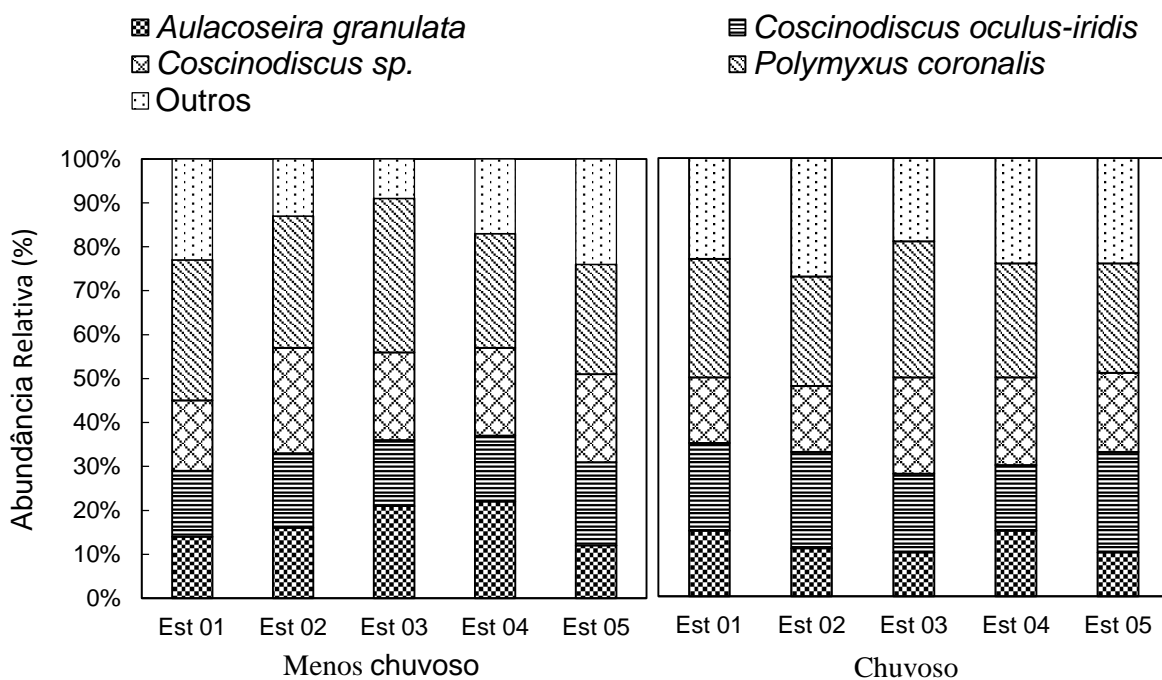 Aulacoseira granulata
Coscinodiscus oculus-iridis
Coscinodiscus sp.
Polymyxus coronalis
Outros
Abundância Relativa (%)
100%
90%
80%
70%
60%
50%
40%
30%
20%
10%
0%
Est 01 Est 02 Est 03 Est 04 Est 05
Est 01 Est 02 Est 03 Est 04 Est 05
Menos chuvoso
Chuvoso